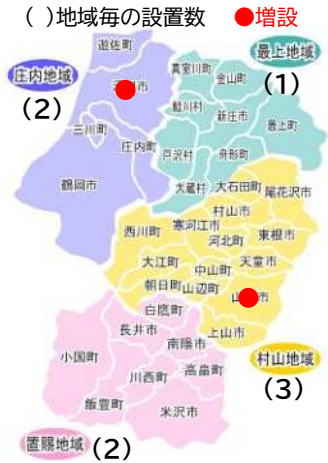 ( )地域毎の設置数 ●増設
遊佐町
庄内地域
(2)
市
三川町
庄内町
鶴岡市
最上地域
(1)
真室川町
金山町
鮭川村
新庄市
最上町
戸沢村
舟形町
大蔵村
大石田町
尾花沢市
村山市
西川町
寒河江市
東根市
河北町
大江町
天童市
中山町
朝日町
山辺町
山 市
上山市
村山地域
(3)
白鷹町
長井市
南陽市
小国町
高畠町
川西町
飯豊町
米沢市
置賜地域
(2)